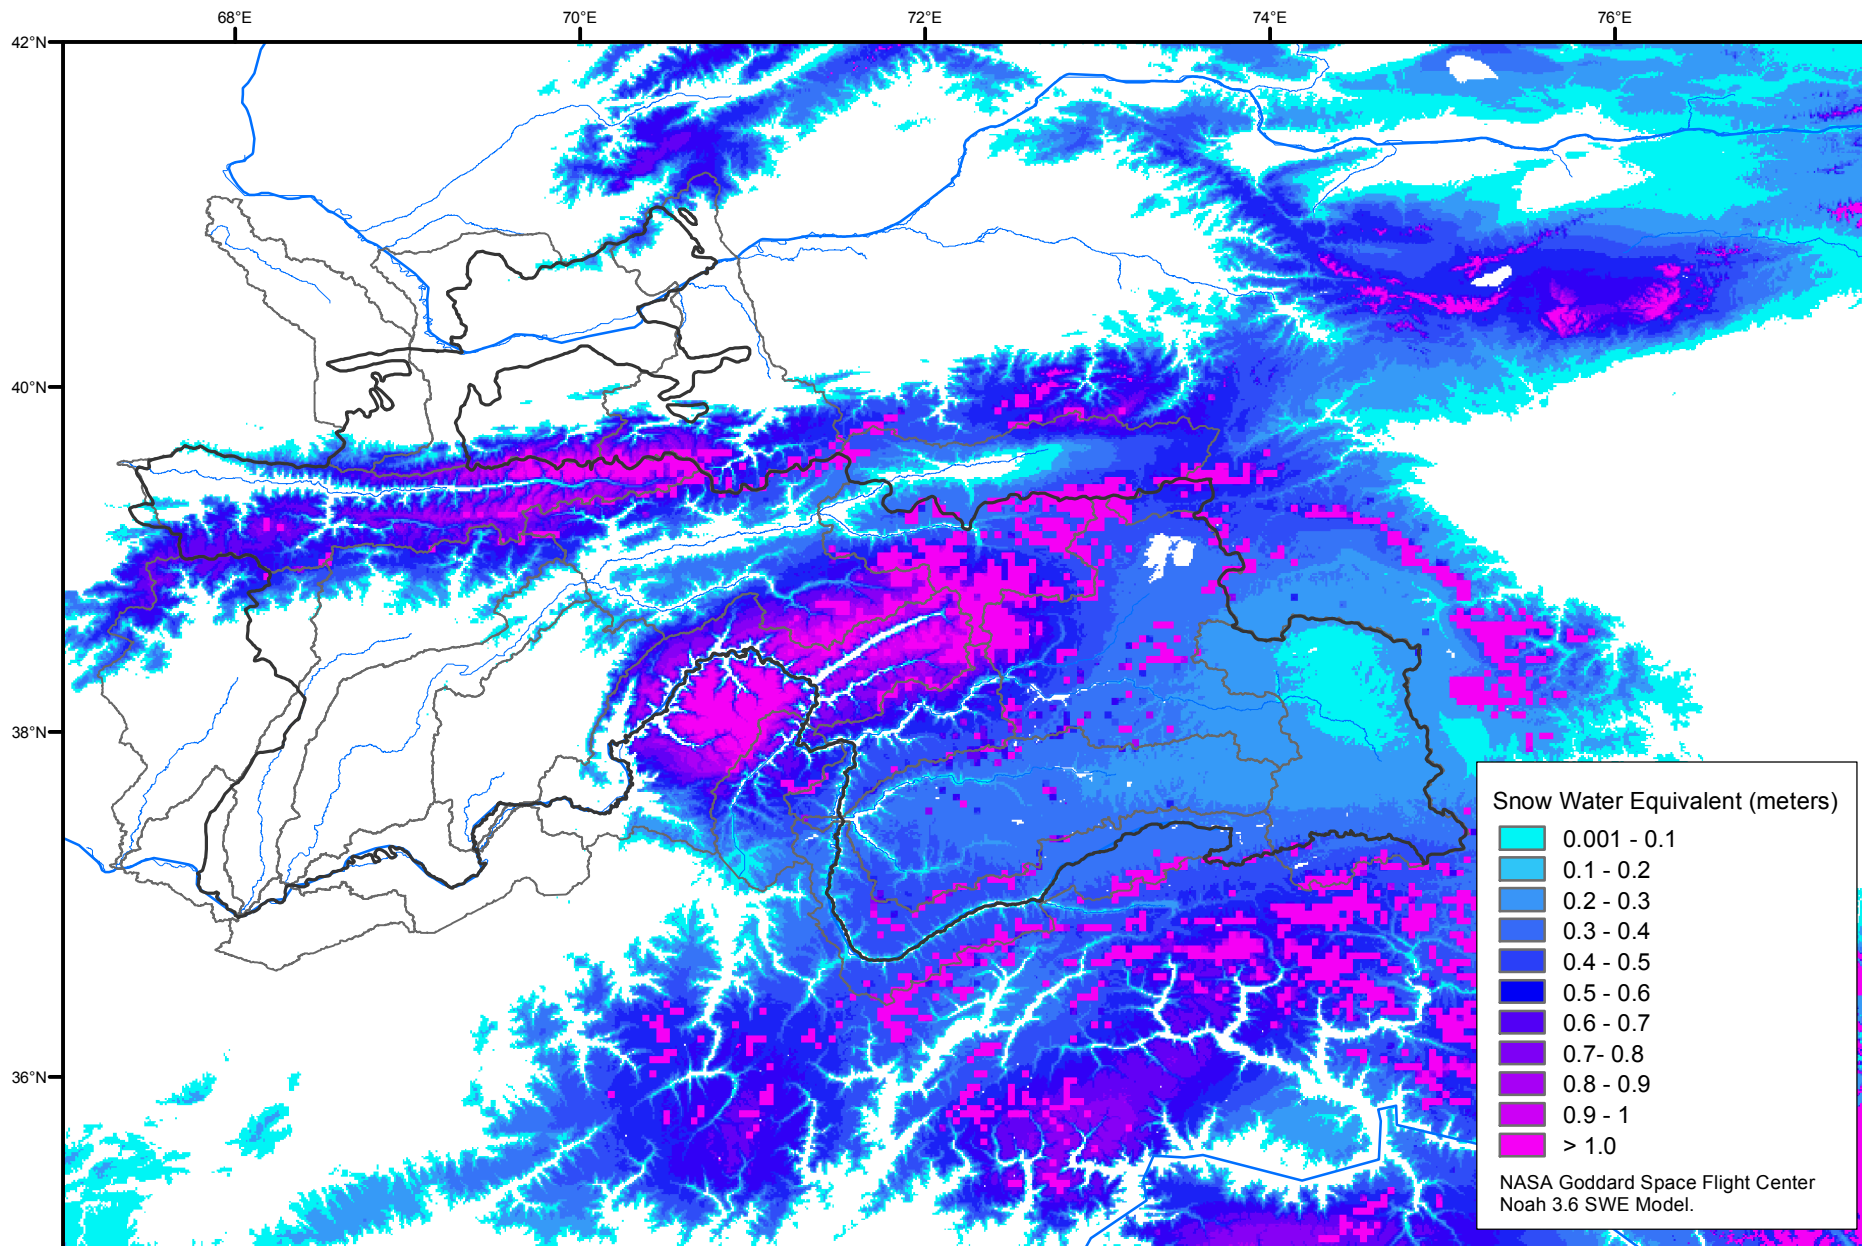 68°E 70°E 72°E 74°E 76°E
42°N
40°N
38°N
36°N
Snow Water Equivalent (meters)
0.001 - 0.1
0.1 - 0.2
0.2 - 0.3
0.3 - 0.4
0.4 - 0.5
0.5 - 0.6
0.6 - 0.7
0.7- 0.8
0.8 - 0.9
0.9 - 1
> 1.0
NASA Goddard Space Flight Center
Noah 3.6 SWE Model.